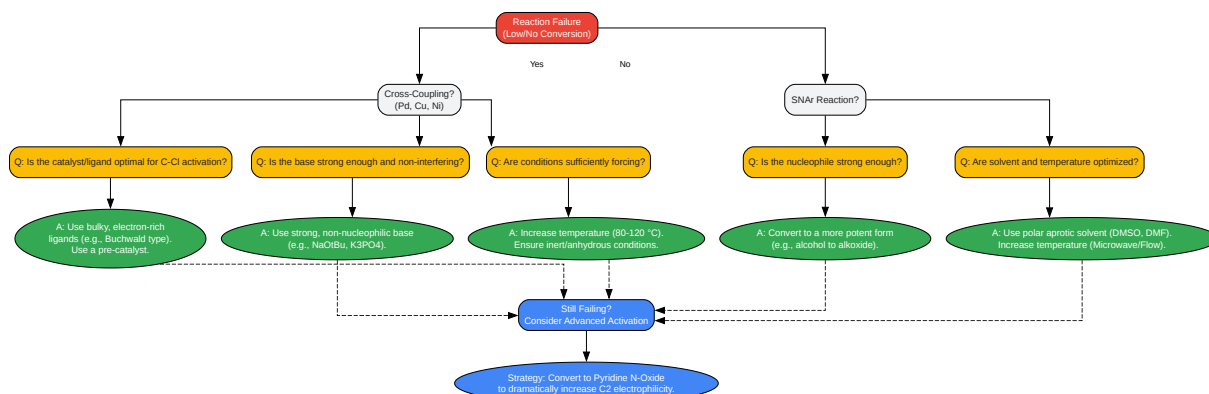 Reaction Failure
(Low/No Conversion)
Yes
No
Cross-Coupling?
(Pd, Cu, Ni)
SNAr Reaction?
Q: Is the catalyst/ligand optimal for C-Cl activation?
Q: Is the base strong enough and non-interfering?
Q: Are conditions sufficiently forcing?
Q: Is the nucleophile strong enough?
Q: Are solvent and temperature optimized?
A: Use bulky, electron-rich
ligands (e.g., Buchwald type).
Use a pre-catalyst.
A: Use strong, non-nucleophilic base
(e.g., NaOtBu, K3PO4).
A: Increase temperature (80-120 °C).
Ensure inert/anhydrous conditions.
A: Convert to a more potent form
(e.g., alcohol to alkoxide).
A: Use polar aprotic solvent (DMSO, DMF).
Increase temperature (Microwave/Flow).
Still Failing?
Consider Advanced Activation
Strategy: Convert to Pyridine N-Oxide
to dramatically increase C2 electrophilicity.